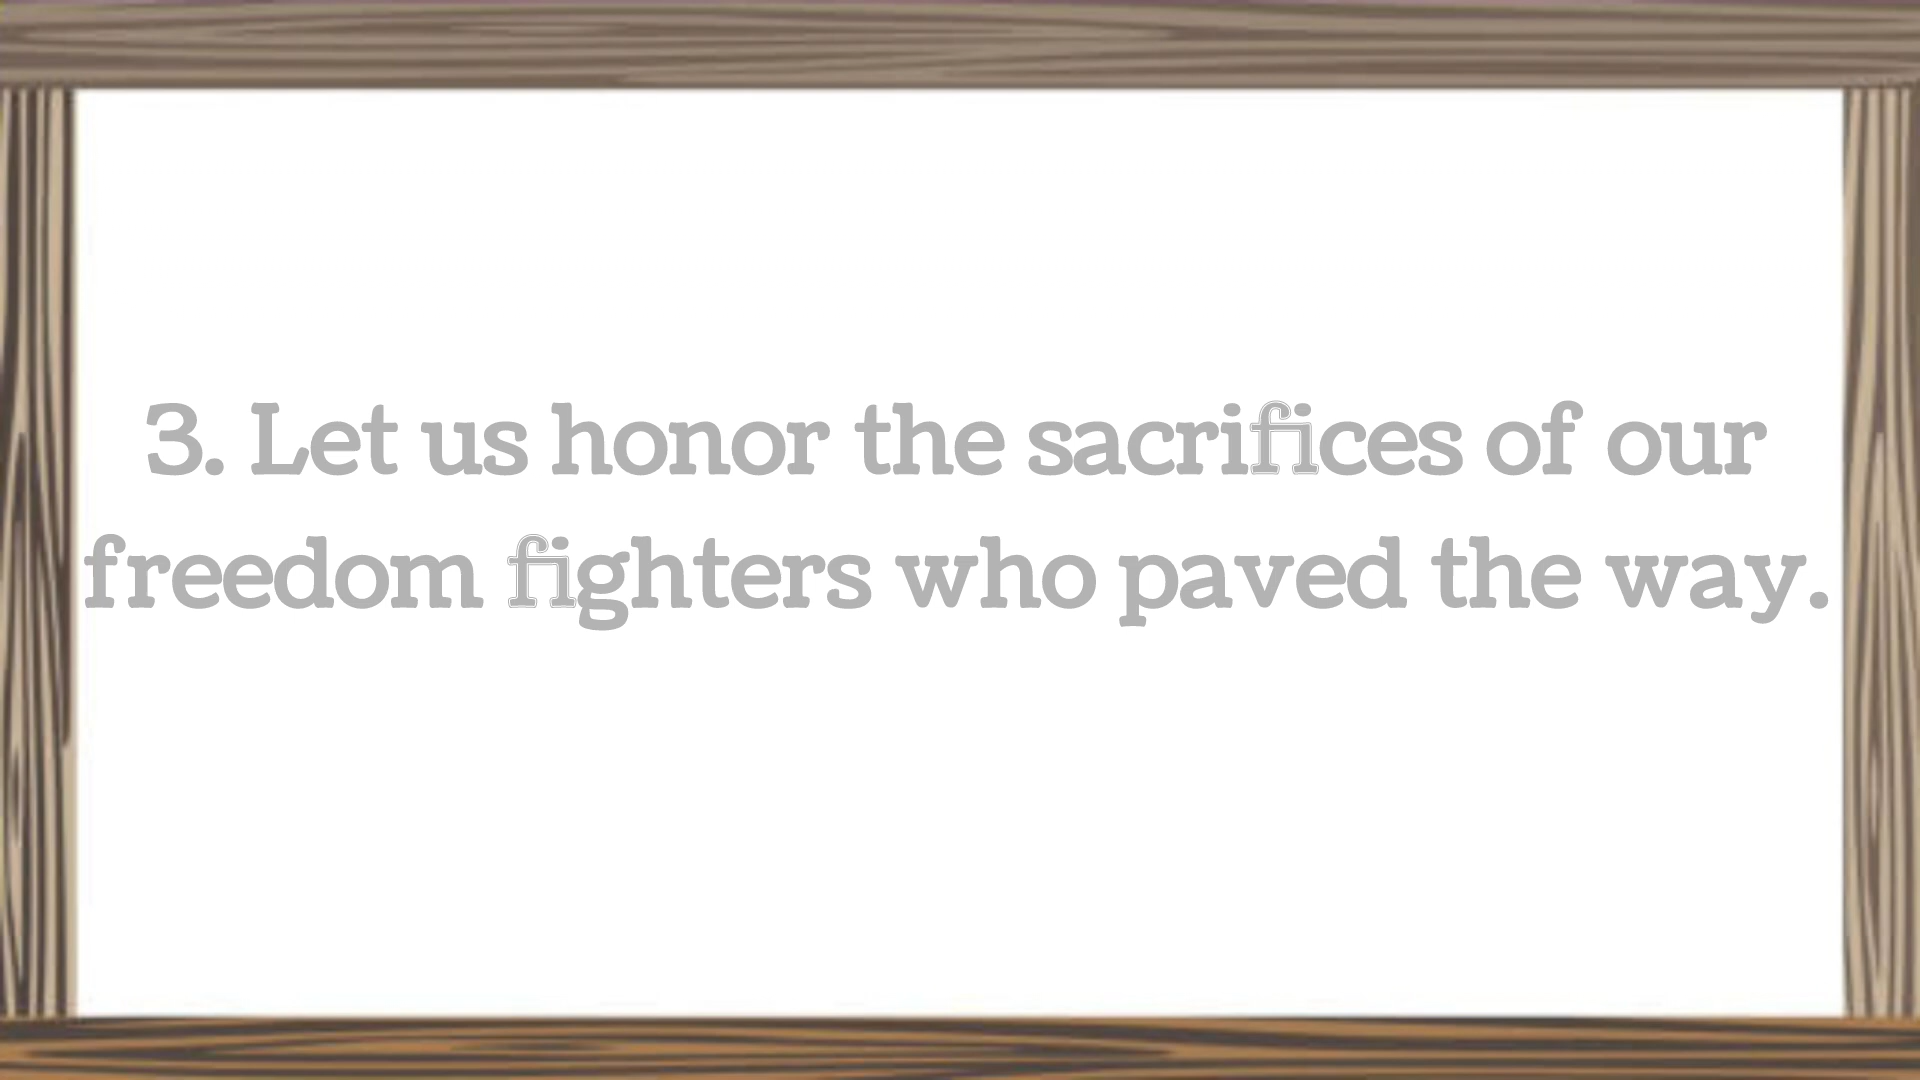 3. Let us honor the sacrifices of our
freedom fighters who paved the way.